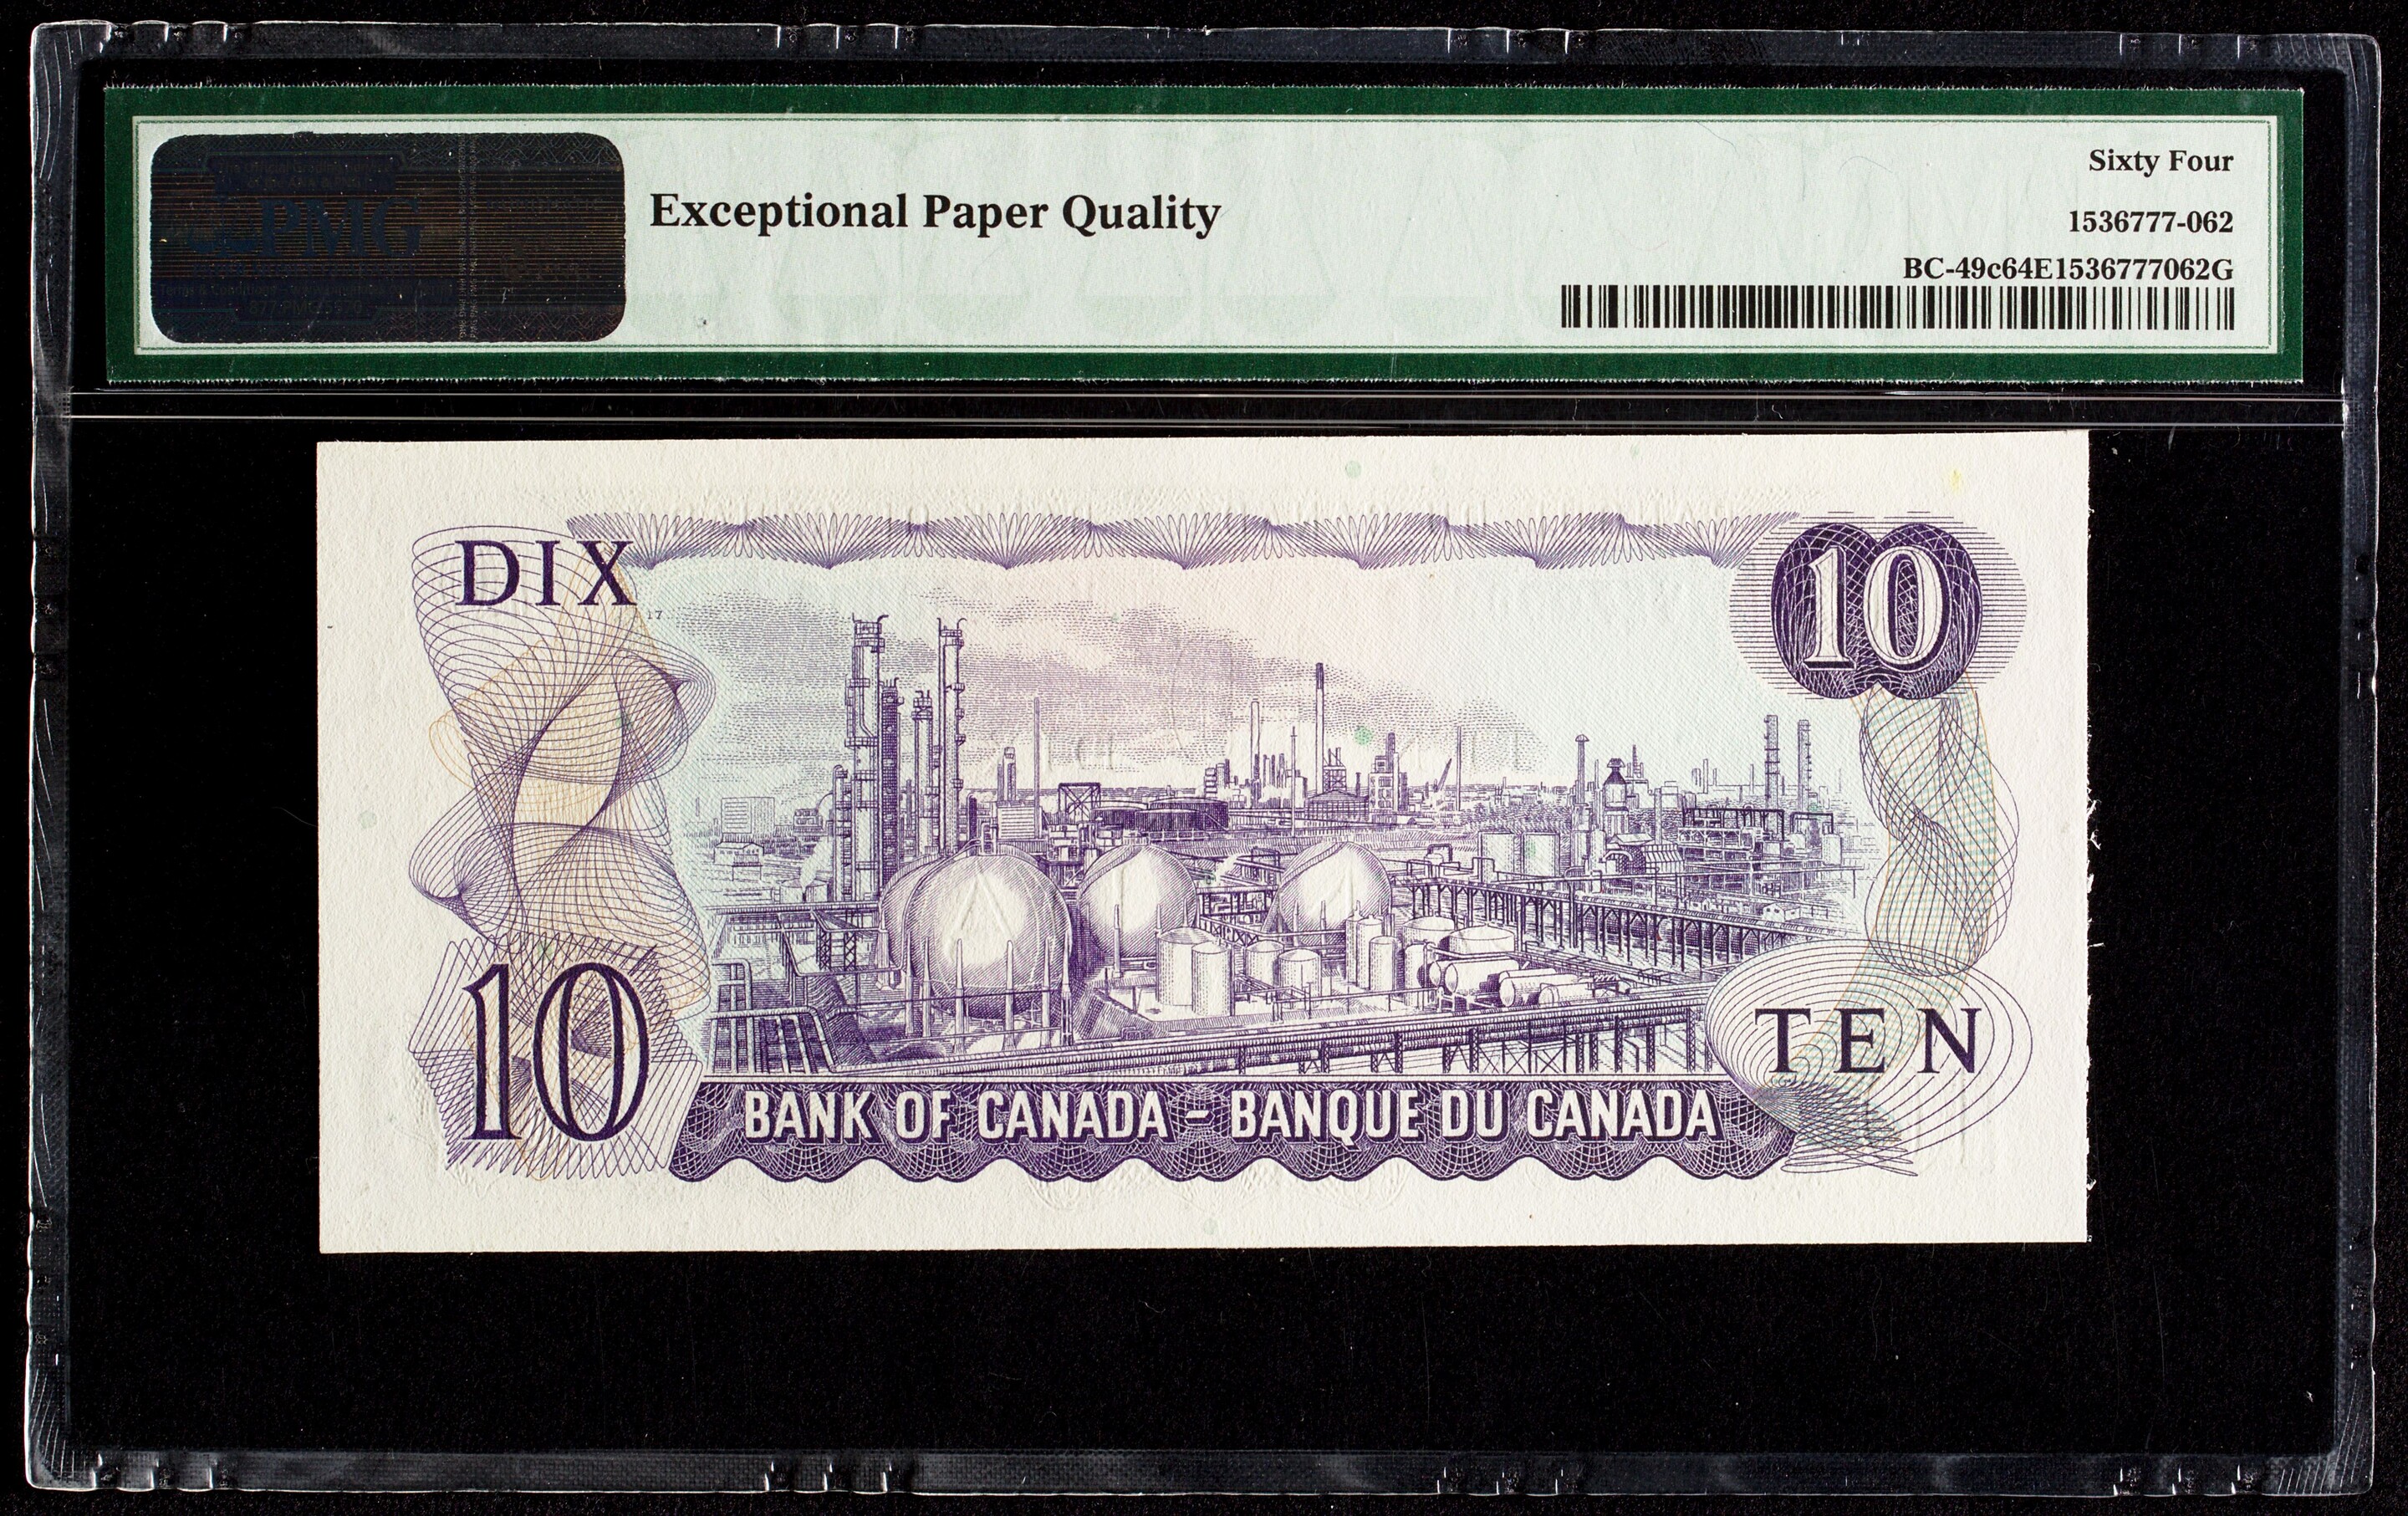 PMG
Exceptional Paper Quality
Sixty Four
1536777-062
BC-49c64E1536777062G
DIX
10
17
10
TEN
BANK OF CANADA - BANQUE DU CANADA